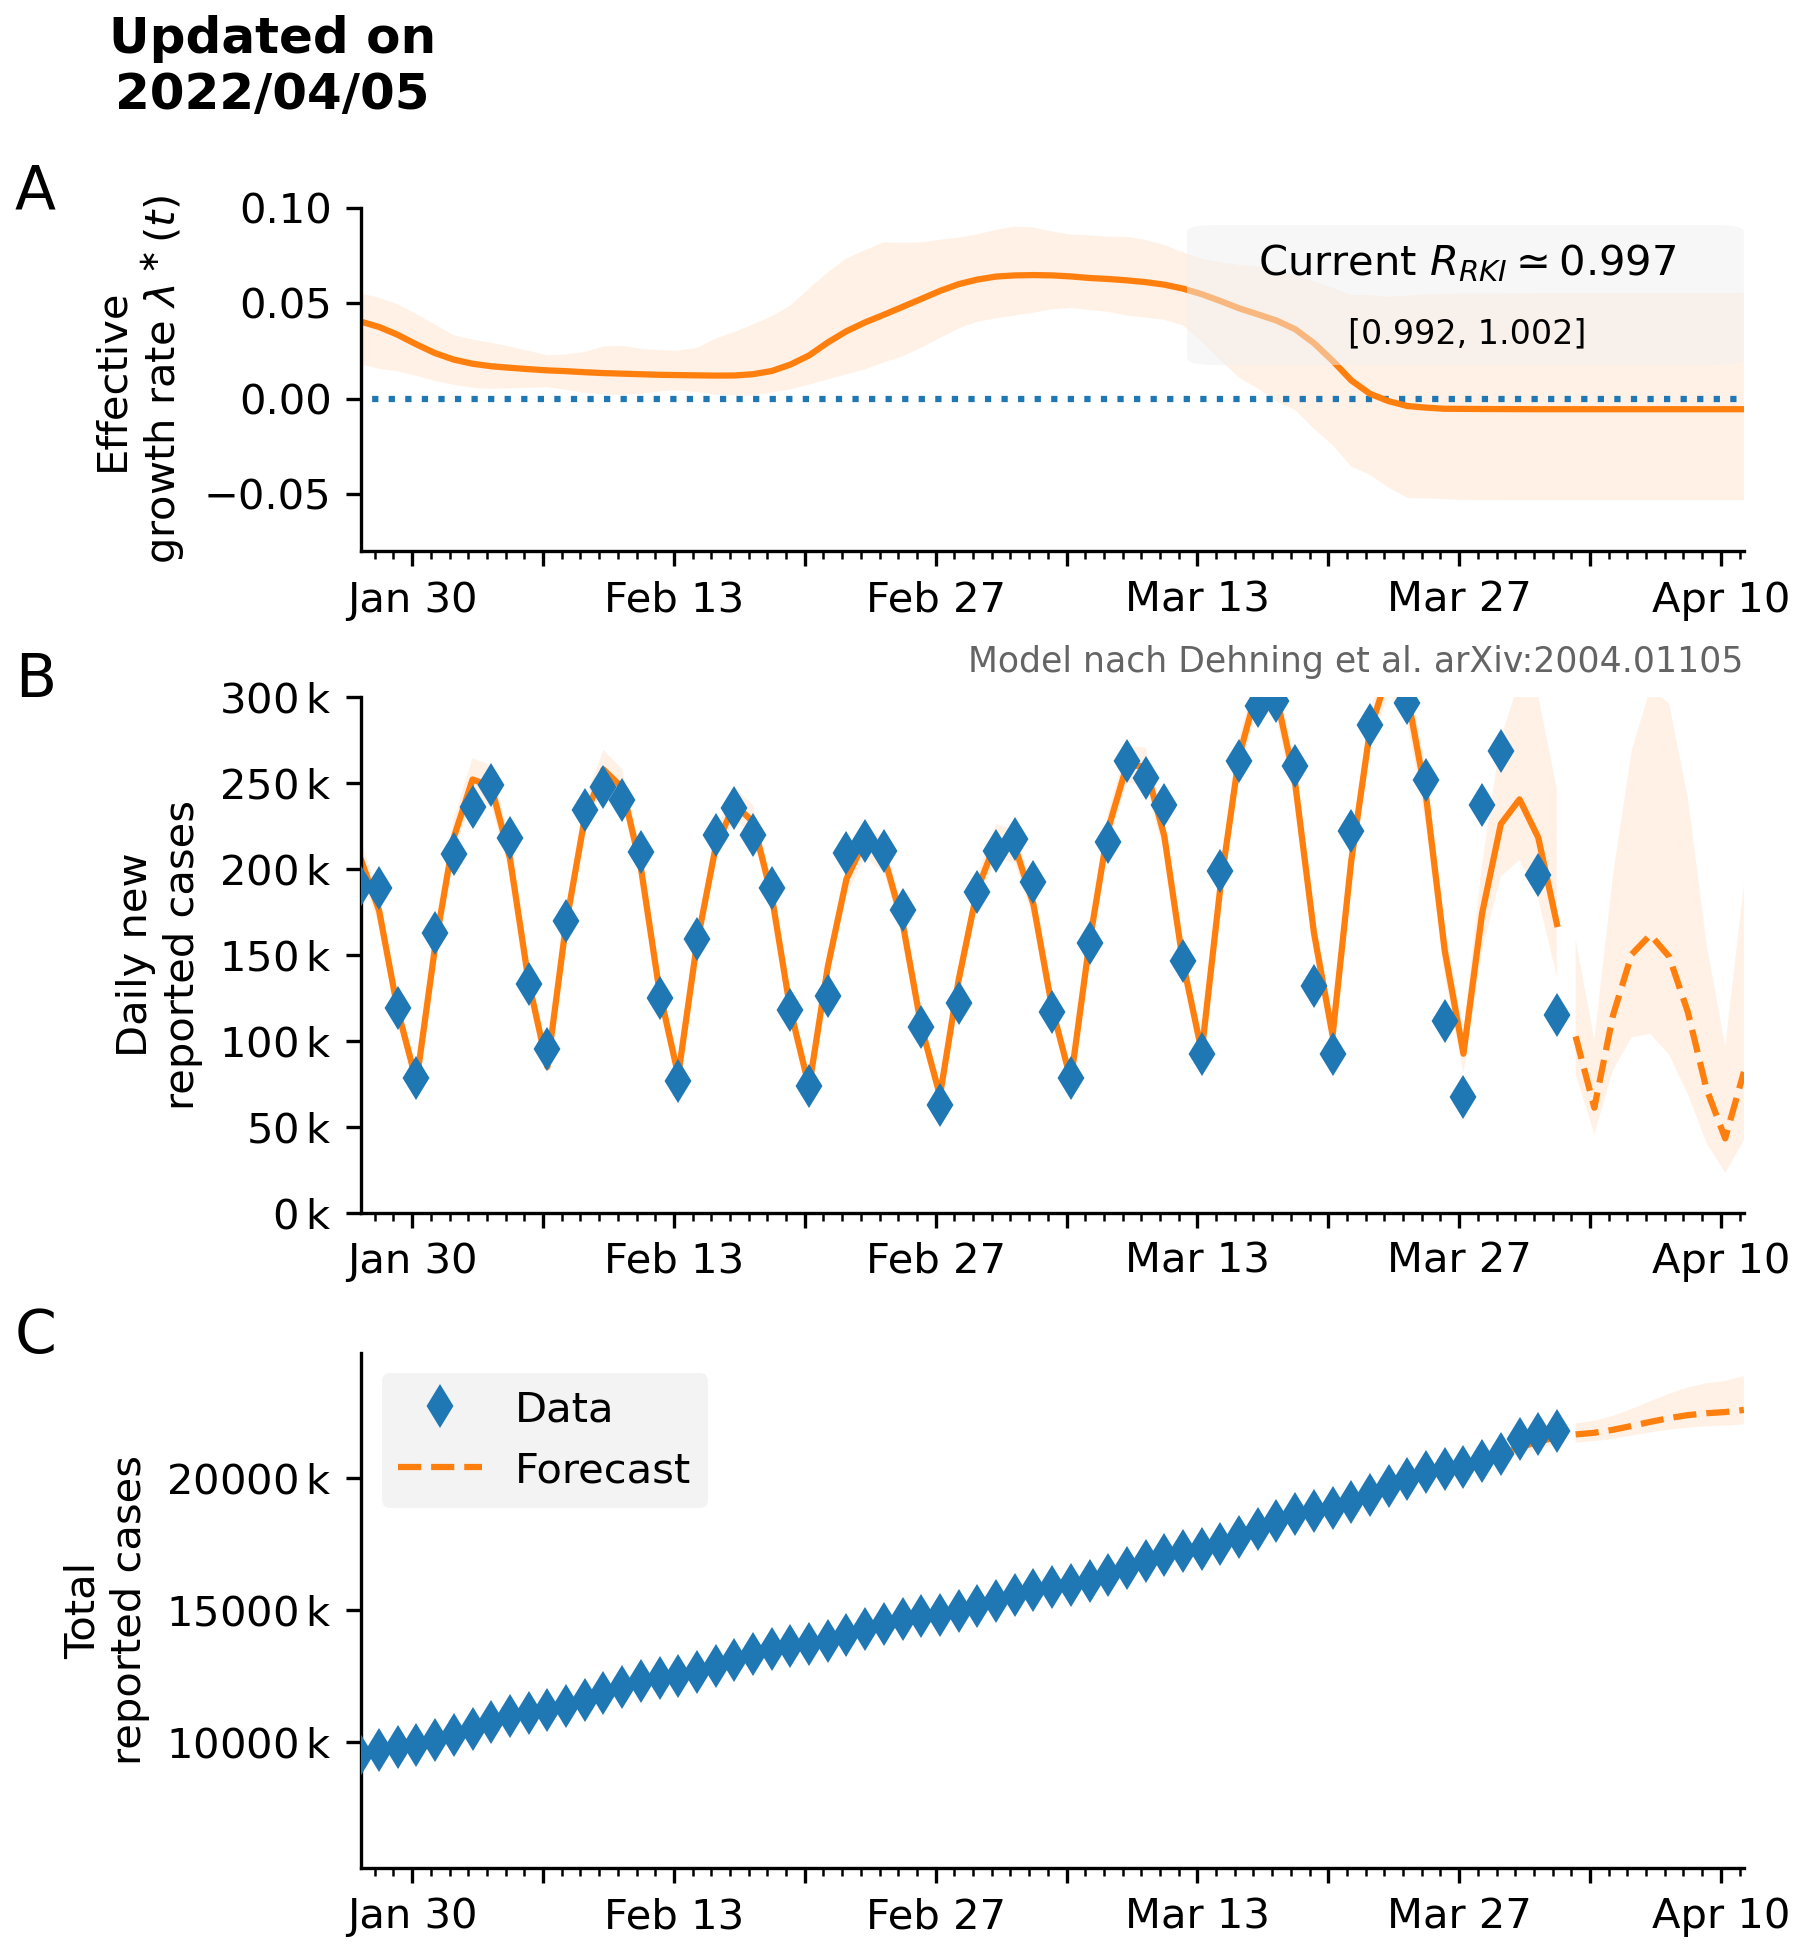 Updated on
2022/04/05
A
Effective
growth rate λ * (t)
0.10
0.05
0.00
−0.05
Current R_RKI ≃ 0.997
[0.992, 1.002]
Jan 30 Feb 13 Feb 27 Mar 13 Mar 27 Apr 10
B
Model nach Dehning et al. arXiv:2004.01105
Daily new
reported cases
300 k
250 k
200 k
150 k
100 k
50 k
0 k
Jan 30 Feb 13 Feb 27 Mar 13 Mar 27 Apr 10
C
Total
reported cases
20000 k
15000 k
10000 k
Data
Forecast
Jan 30 Feb 13 Feb 27 Mar 13 Mar 27 Apr 10